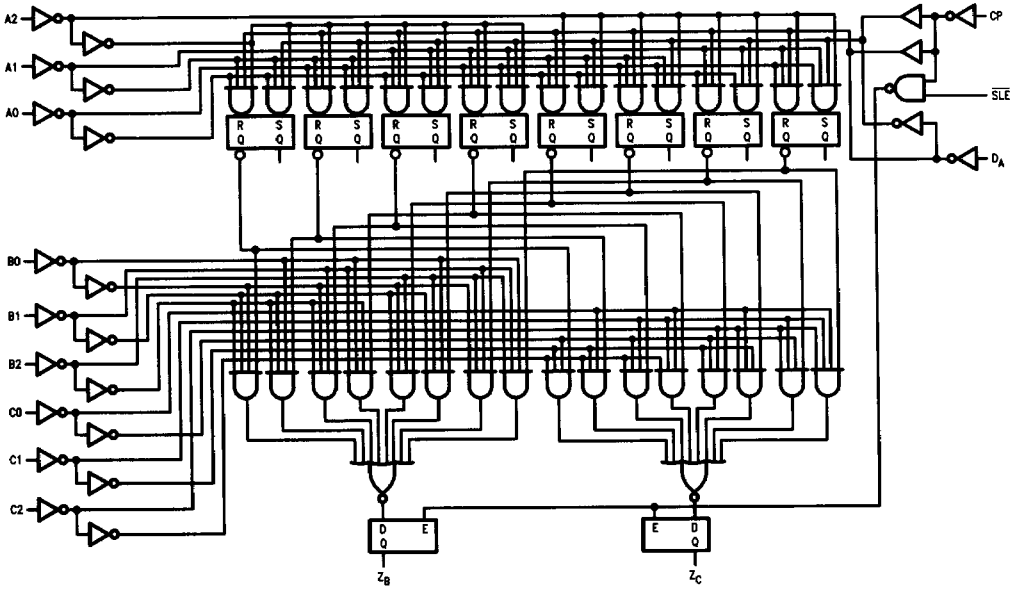 A2
CP
A1
SLE
A0
R S R S R S R S R S R S R S R S
Q Q Q Q Q Q Q Q Q Q Q Q Q Q Q Q
DA
B0
B1
B2
C0
C1
C2
D E E D
Q Q
ZB ZC